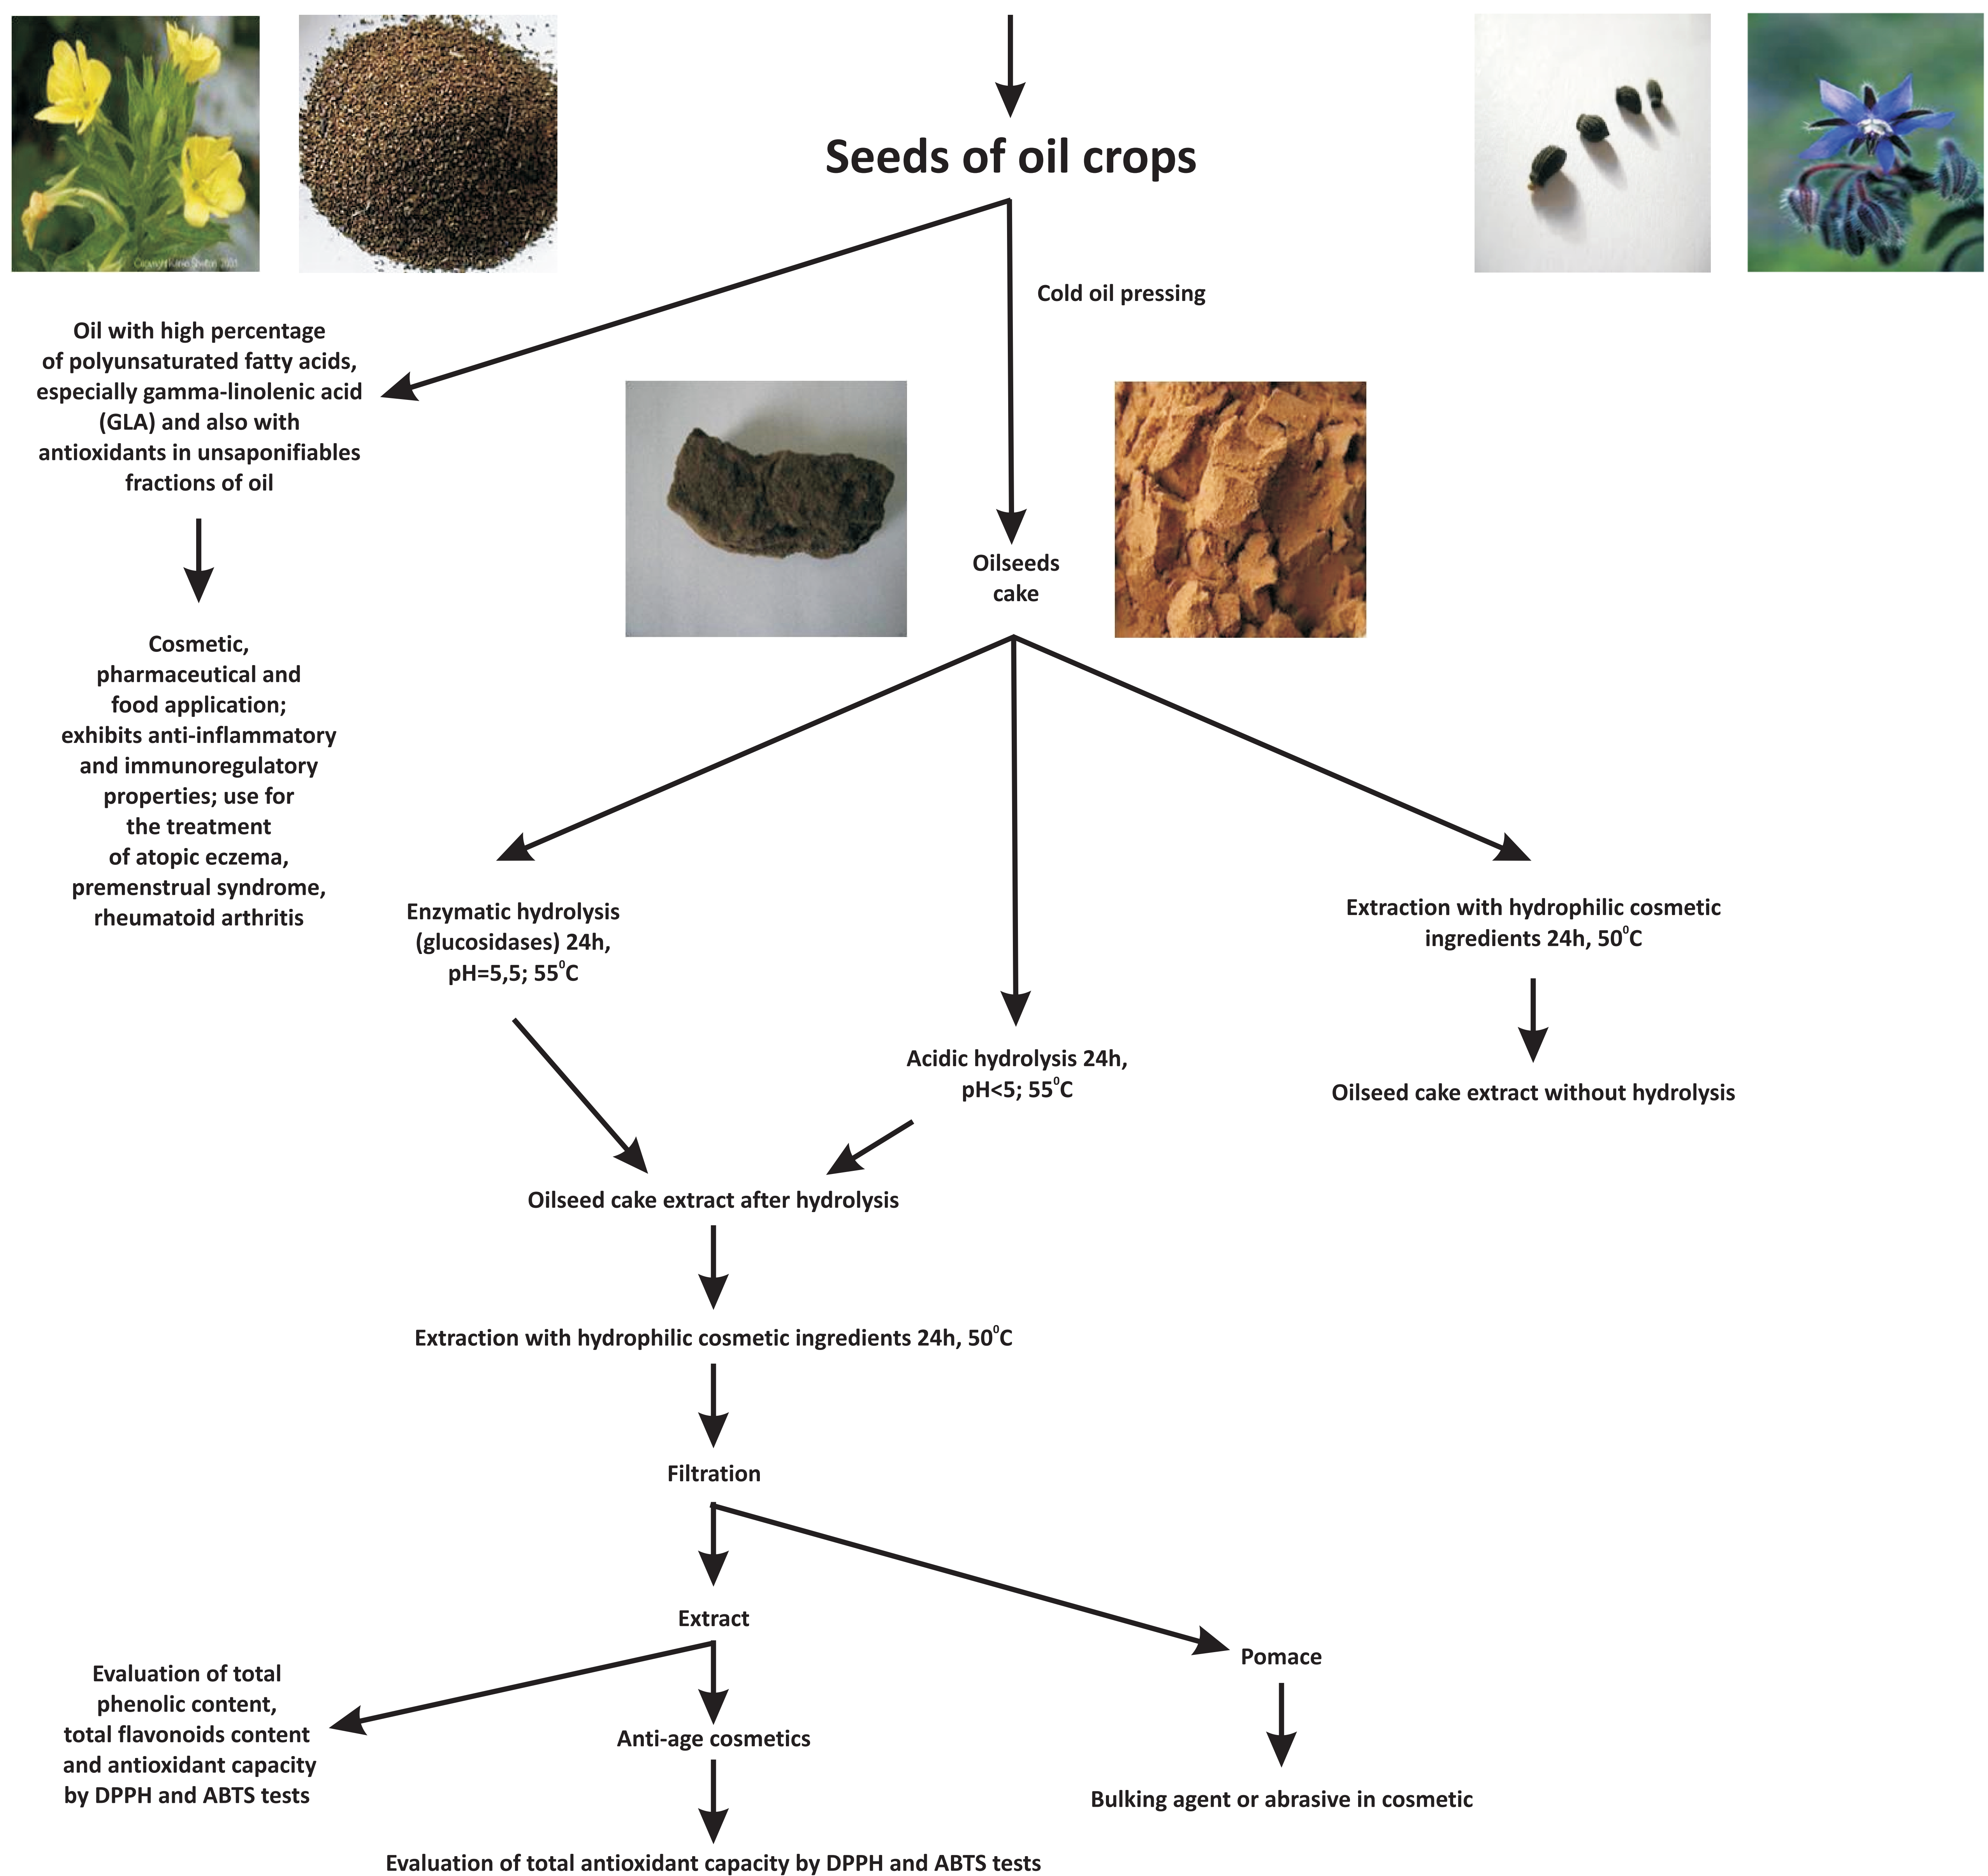 Seeds of oil crops
Cold oil pressing
Oil with high percentage
of polyunsaturated fatty acids,
especially gamma-linolenic acid
(GLA) and also with
antioxidants in unsaponifiables
fractions of oil
Oilseeds
cake
Cosmetic,
pharmaceutical and
food application;
exhibits anti-inflammatory
and immunoregulatory
properties; use for
the treatment
of atopic eczema,
premenstrual syndrome,
rheumatoid arthritis
Enzymatic hydrolysis
(glucosidases) 24h,
pH=5,5; 55⁰C
Acidic hydrolysis 24h,
pH<5; 55⁰C
Extraction with hydrophilic cosmetic
ingredients 24h, 50⁰C
Oilseed cake extract without hydrolysis
Oilseed cake extract after hydrolysis
Extraction with hydrophilic cosmetic ingredients 24h, 50⁰C
Filtration
Extract
Pomace
Evaluation of total
phenolic content,
total flavonoids content
and antioxidant capacity
by DPPH and ABTS tests
Anti-age cosmetics
Bulking agent or abrasive in cosmetic
Evaluation of total antioxidant capacity by DPPH and ABTS tests